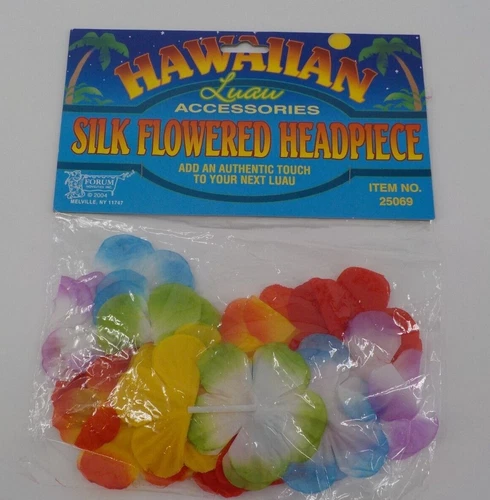 HAWAIIAN
Luau
ACCESSORIES
SILK FLOWERED HEADPIECE
ADD AN AUTHENTIC TOUCH
TO YOUR NEXT LUAU
FORUM
© 2004
MELVILLE, NY 11747
ITEM NO.
25069